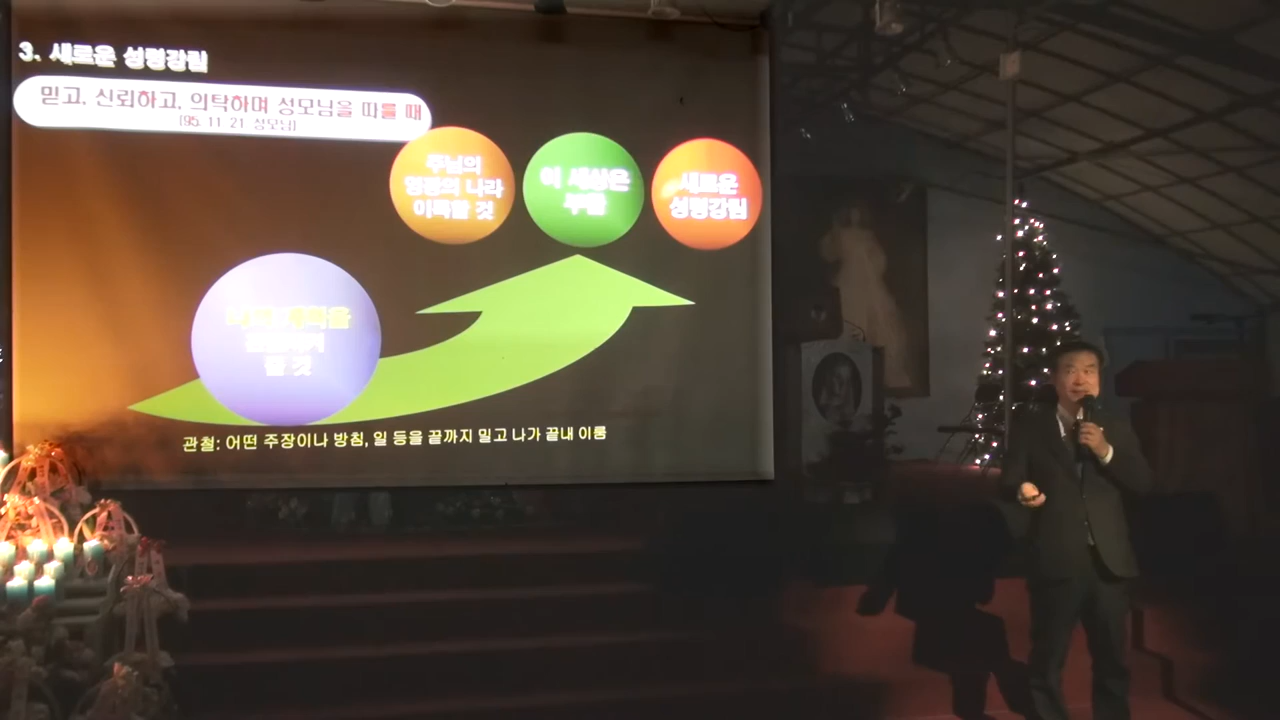 3. 새로운 성령강림
믿고, 신뢰하고, 의탁하며 성모님을 따를 때
(95. 11. 21 성모님)
주님의
나라
이룩할 것
이 세상은
부활
새로운
성령강림
나의 계획을
관철: 어떤 주장이나 방침, 일 등을 끝까지 밀고 나가 끝내 이룸